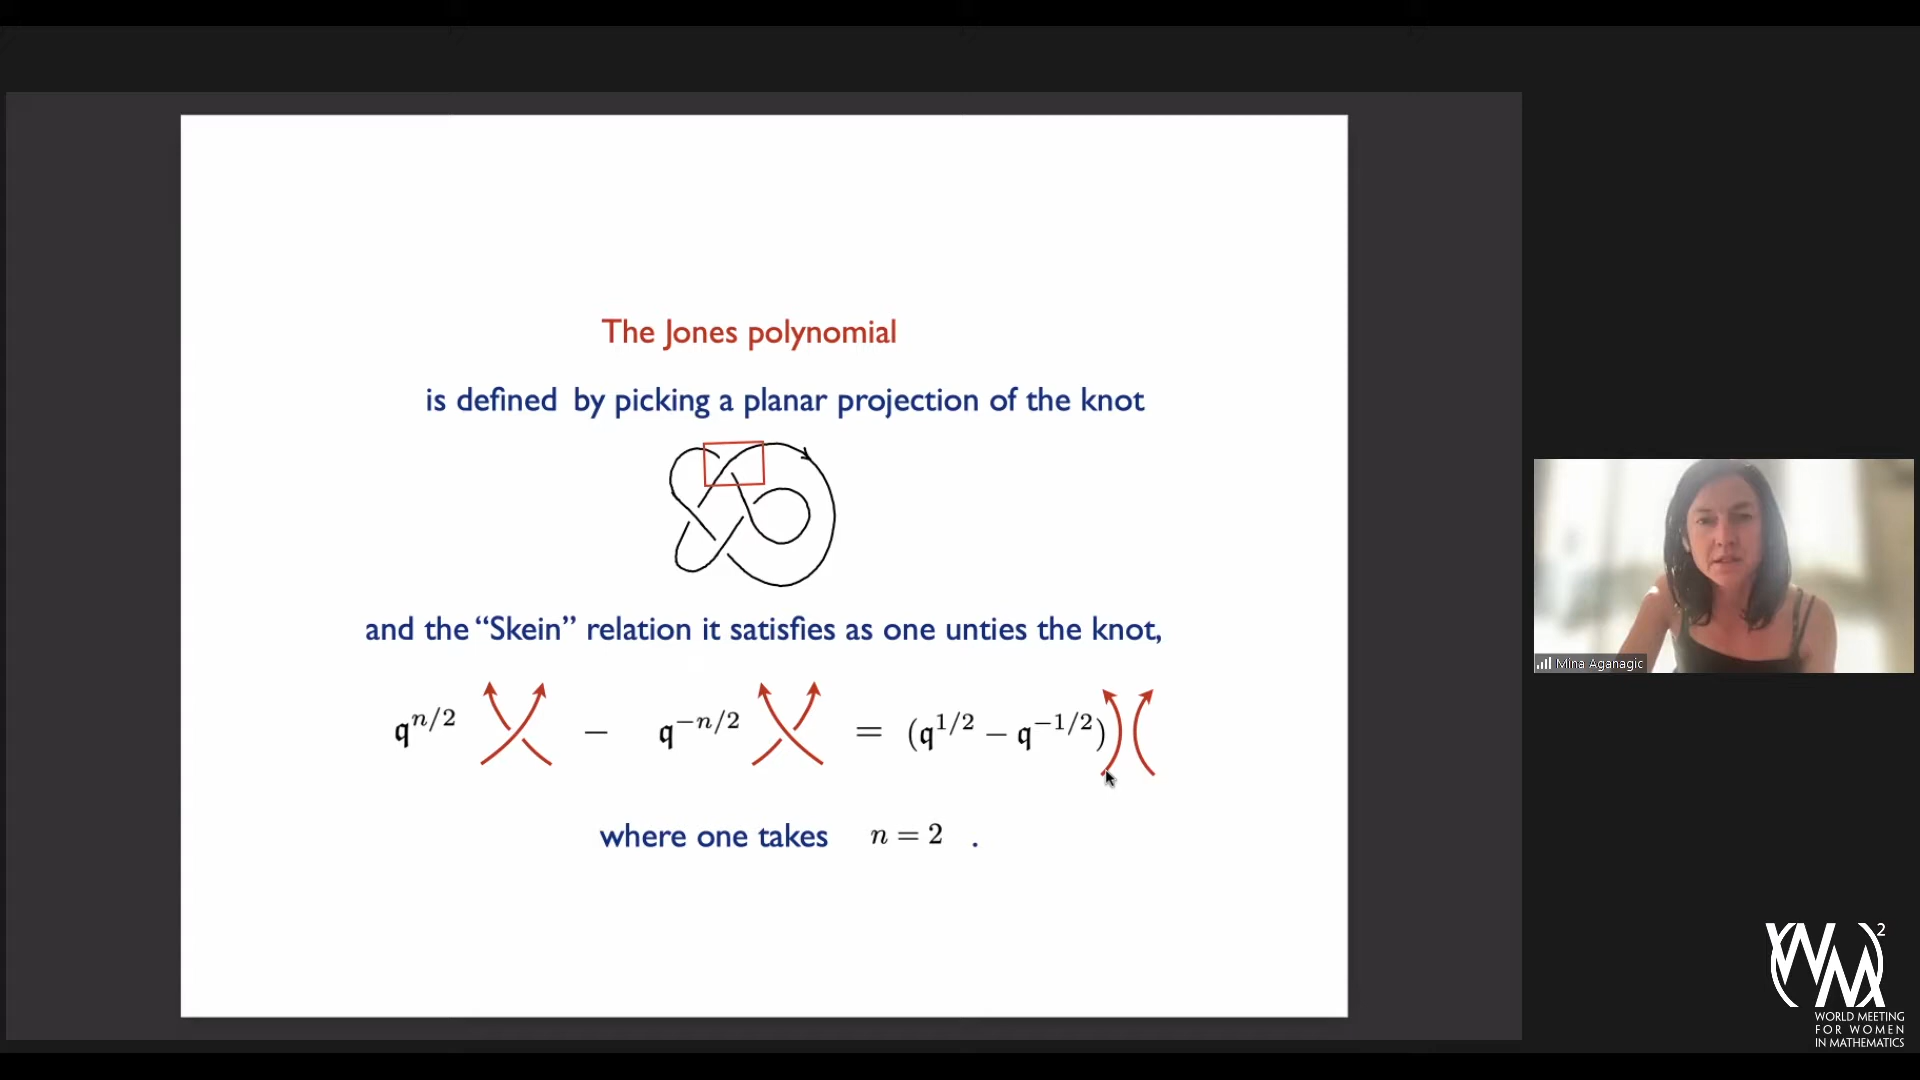 The Jones polynomial
is defined by picking a planar projection of the knot
and the “Skein” relation it satisfies as one unties the knot,
𝔮^{n/2} − 𝔮^{−n/2} = (𝔮^{1/2} − 𝔮^{−1/2})
where one takes n = 2 .
Mina Aganagic
(WM)²
WORLD MEETING
FOR WOMEN
IN MATHEMATICS